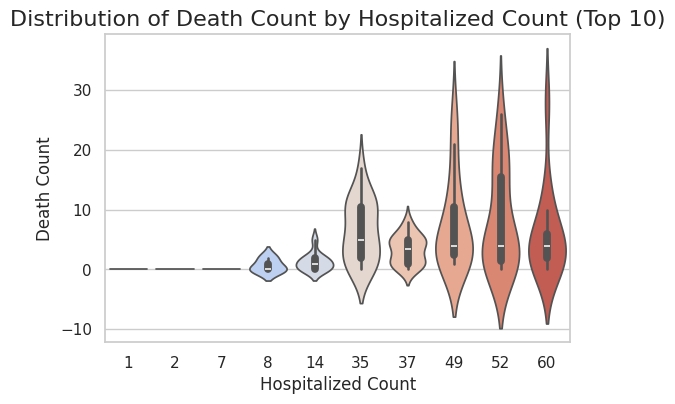 Distribution of Death Count by Hospitalized Count (Top 10)
Death Count
30
20
10
0
−10
1 2 7 8 14 35 37 49 52 60
Hospitalized Count